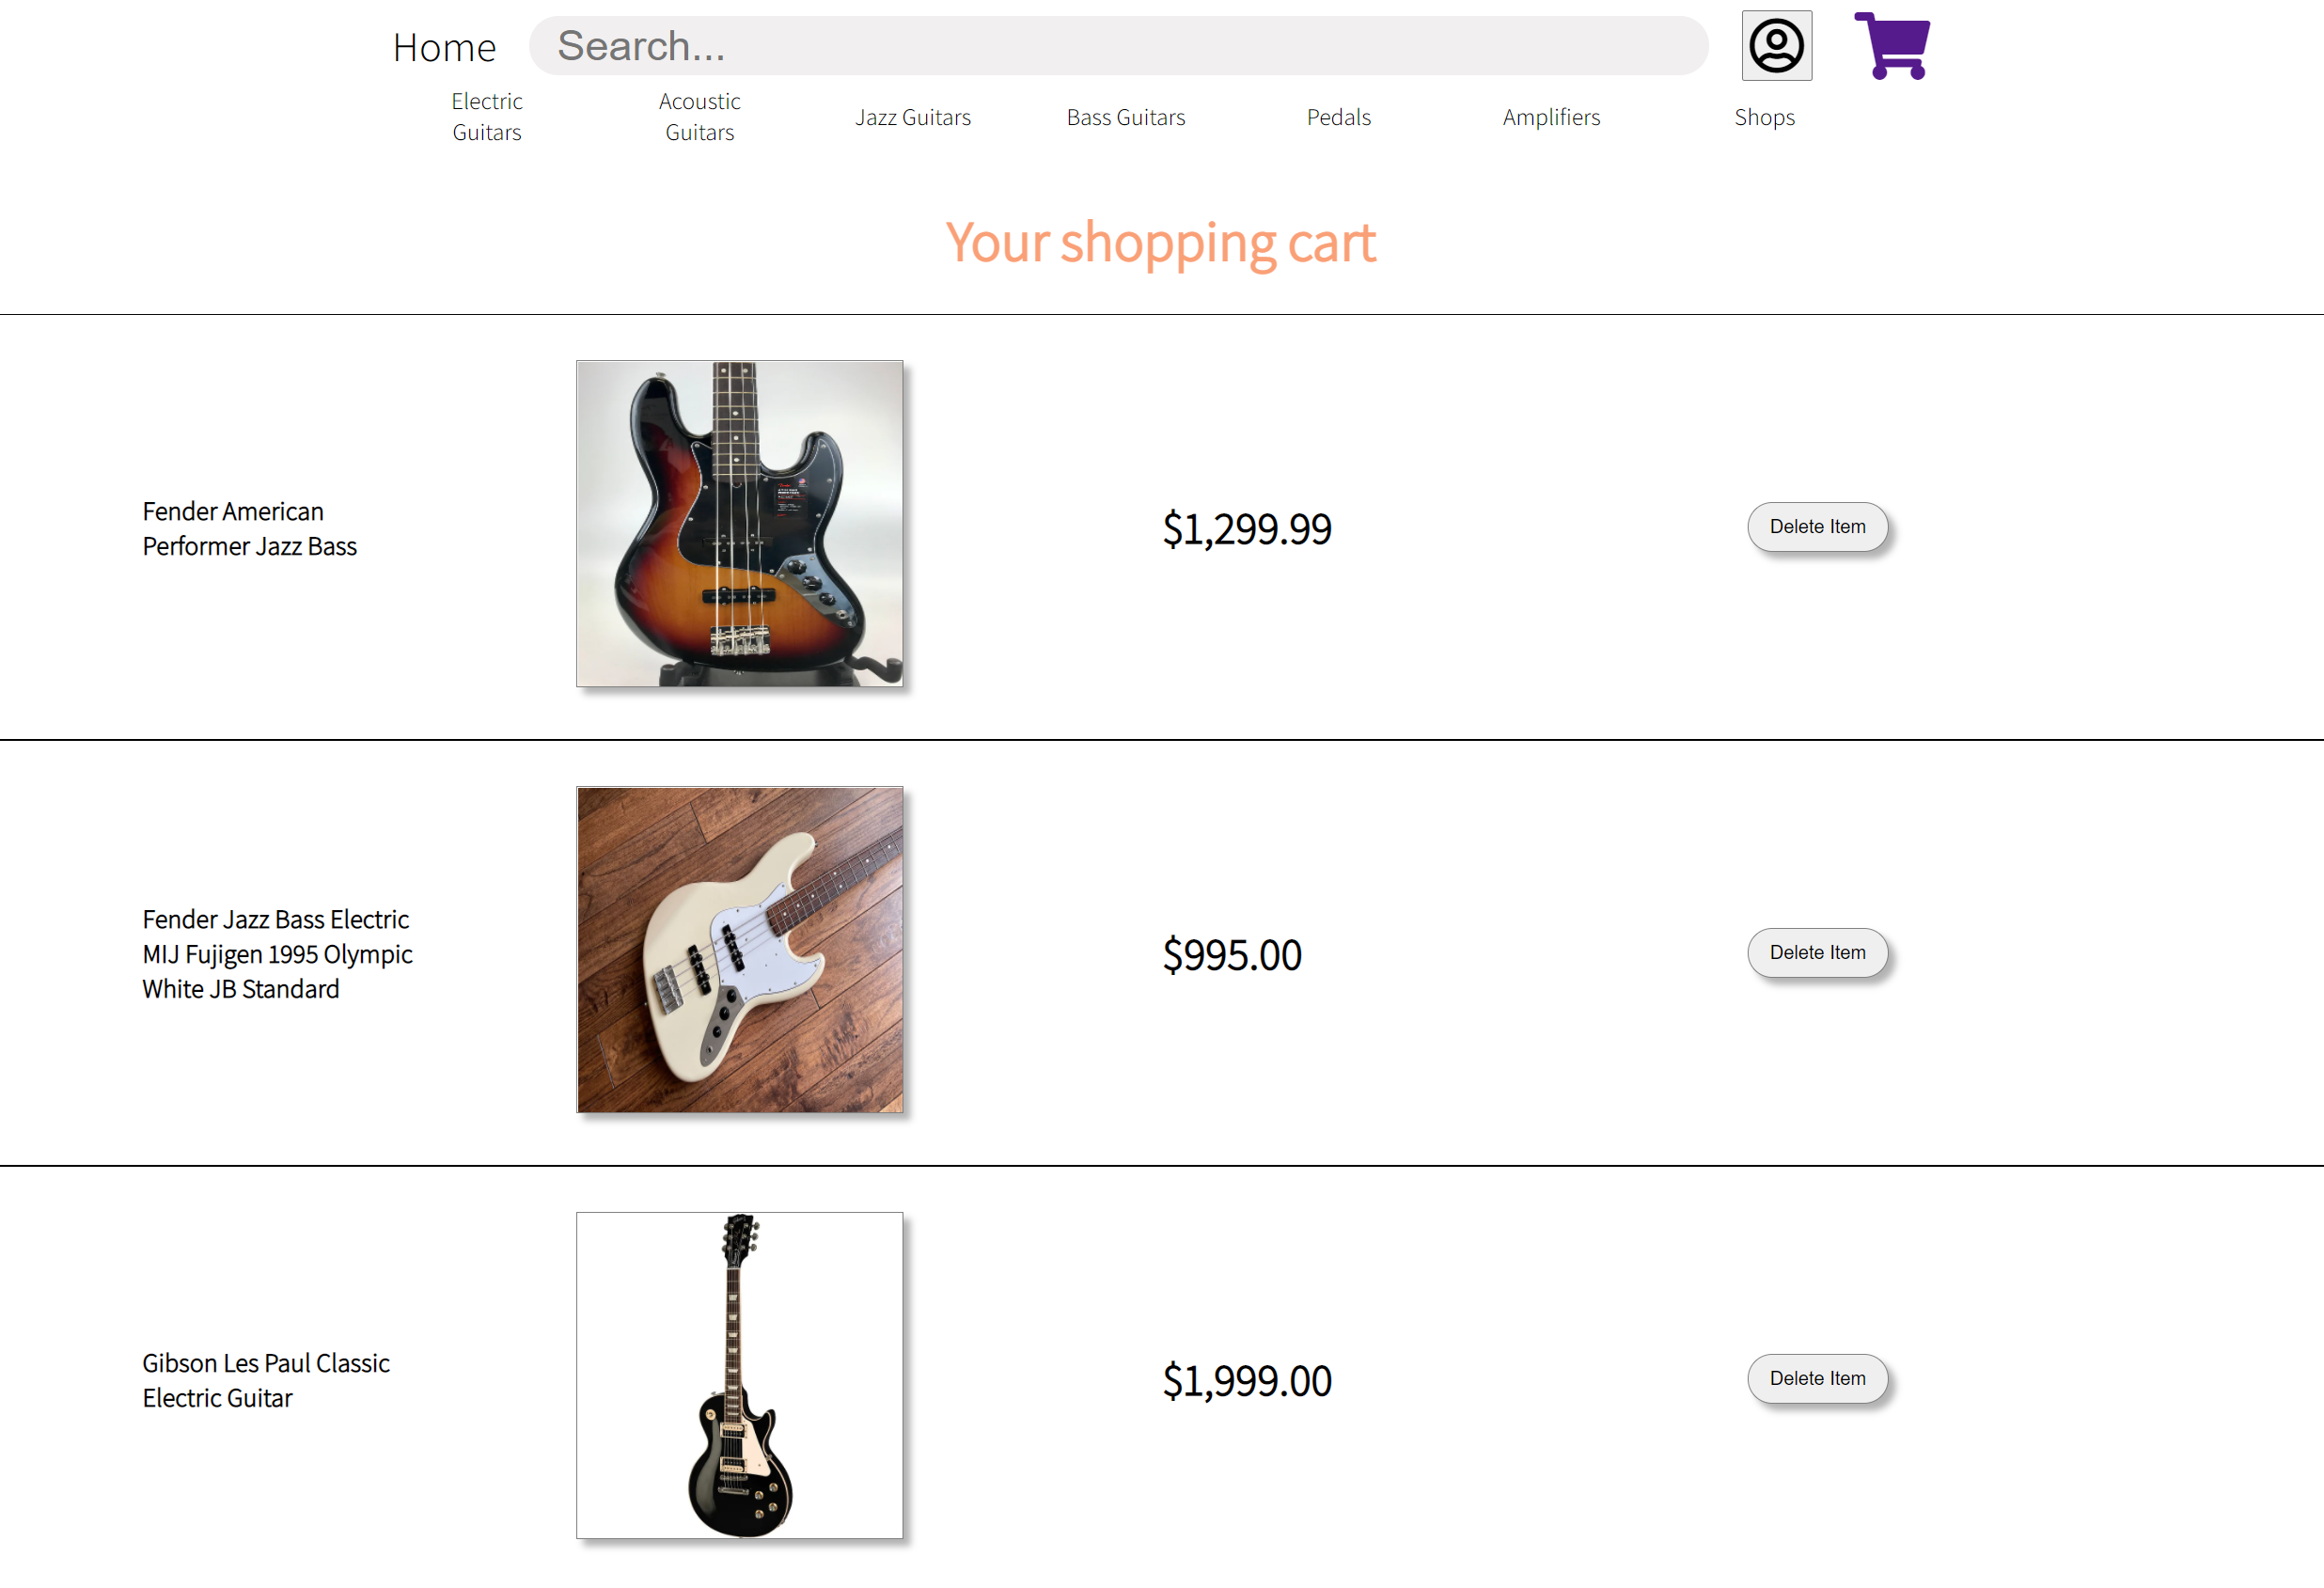 Home
Search...
Electric
Guitars
Acoustic
Guitars
Jazz Guitars
Bass Guitars
Pedals
Amplifiers
Shops
Your shopping cart
Fender American
Performer Jazz Bass
$1,299.99
Delete Item
Fender Jazz Bass Electric
MIJ Fujigen 1995 Olympic
White JB Standard
$995.00
Delete Item
Gibson Les Paul Classic
Electric Guitar
$1,999.00
Delete Item